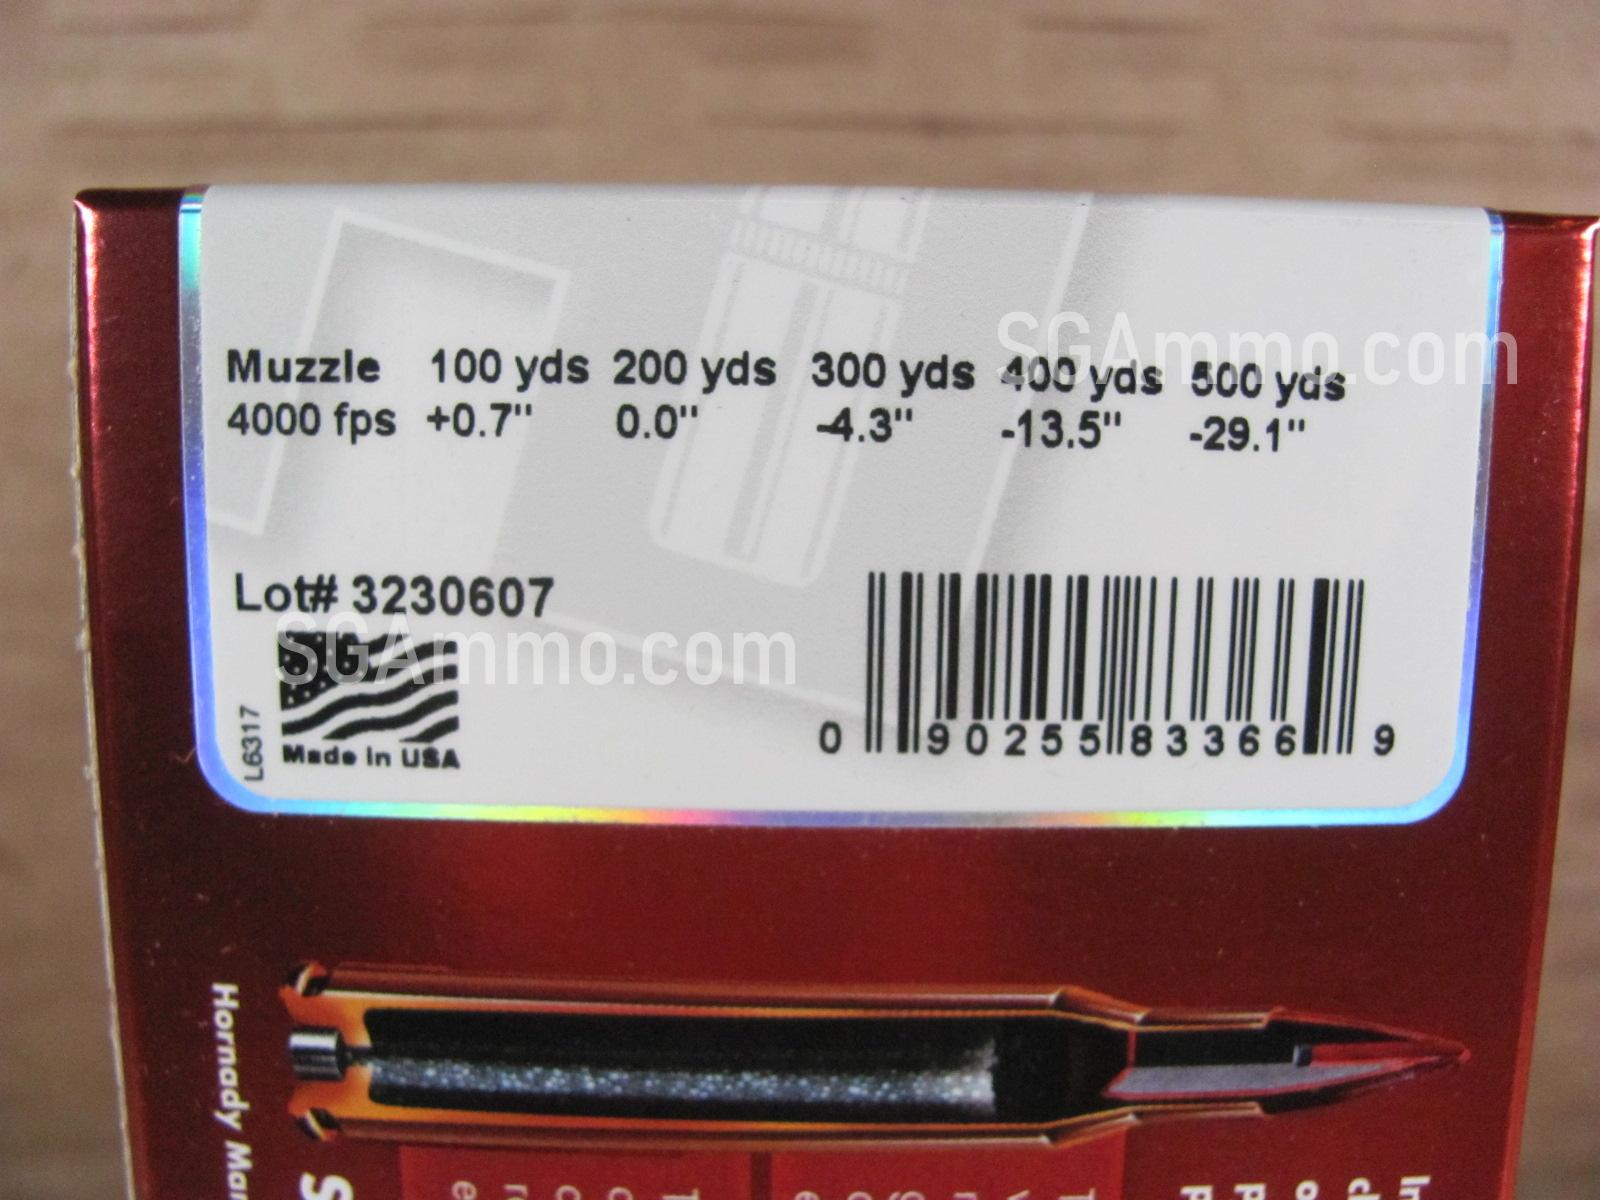 Muzzle 100 yds 200 yds 300 yds 400 yds 500 yds
4000 fps +0.7" 0.0" -4.3" -13.5" -29.1"
SGAmmo.com
Lot# 3230607
SGAmmo.com
L6317
Made in USA
0 90255 83366 9
Hornady